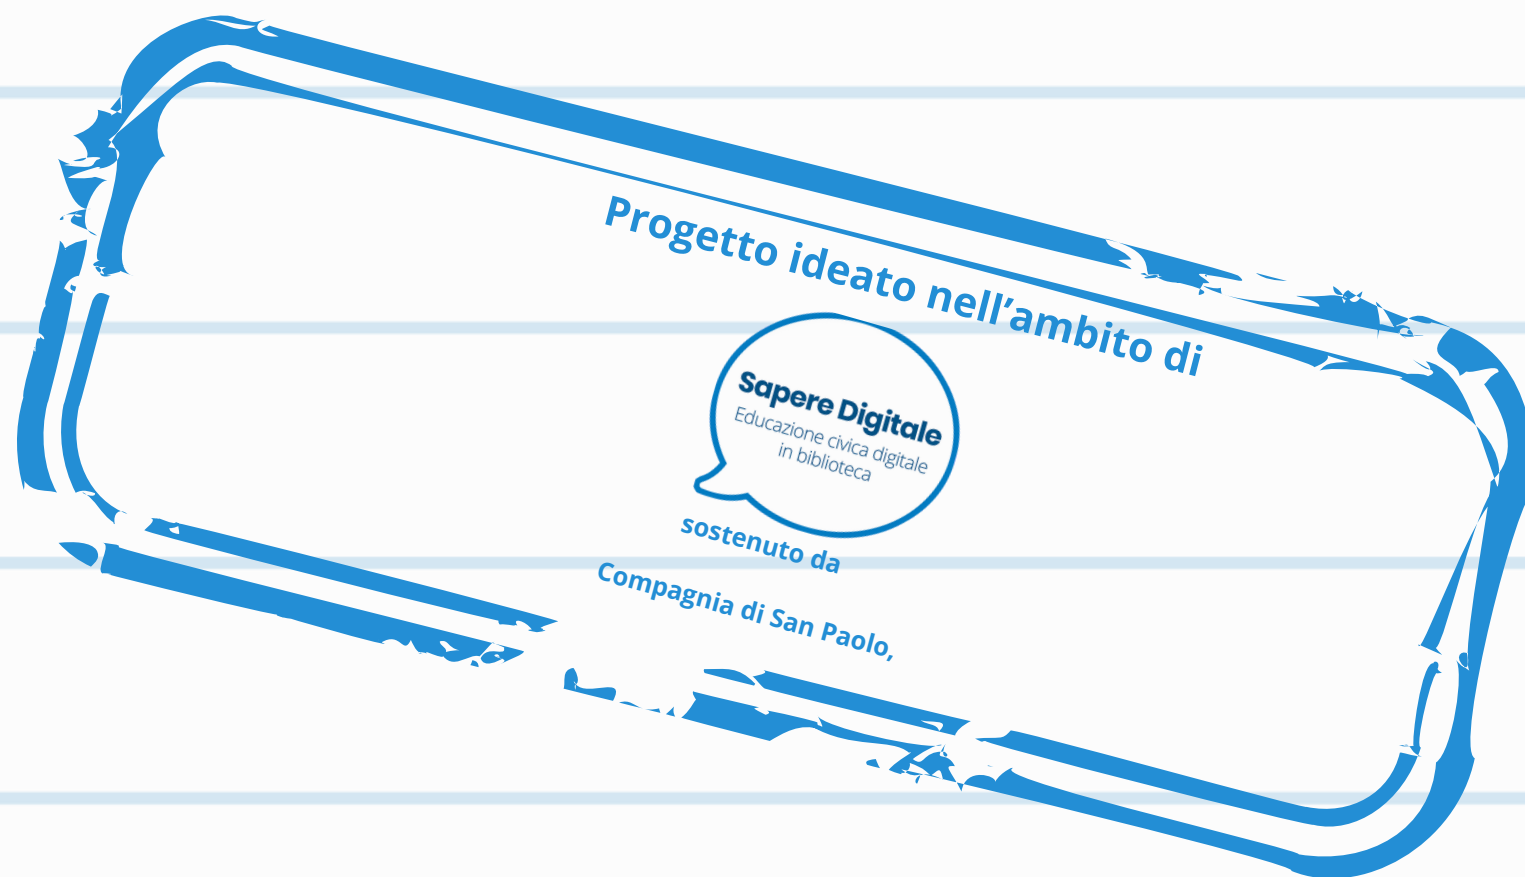 Progetto ideato nell’ambito di
Sapere Digitale
Educazione civica digitale
in biblioteca
sostenuto da
Compagnia di San Paolo,